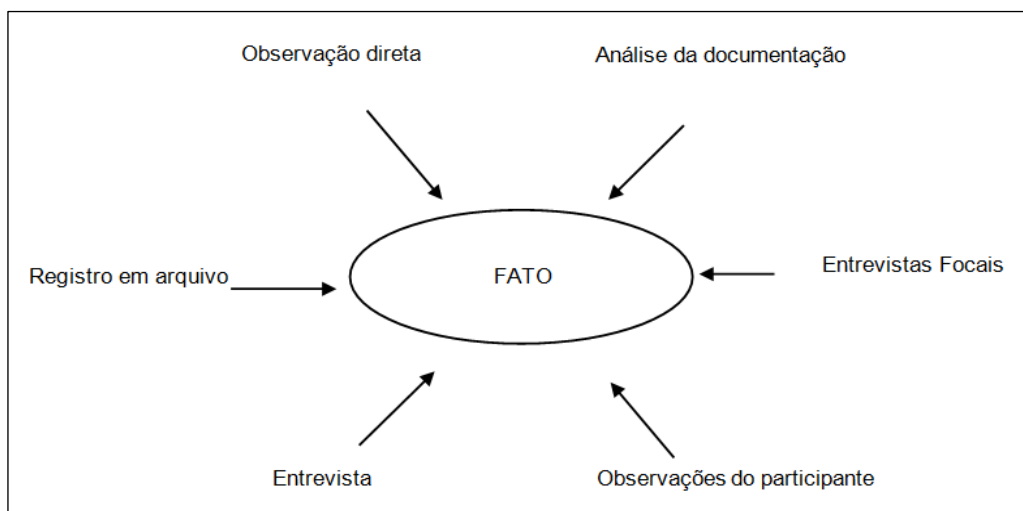 Observação direta
Análise da documentação
Registro em arquivo
FATO
Entrevistas Focais
Entrevista
Observações do participante